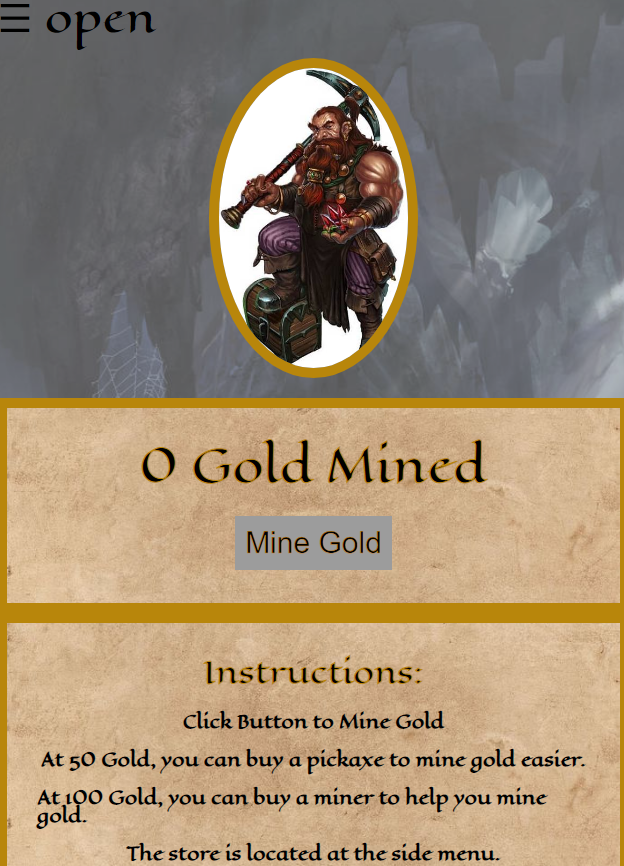 ☰ open
0 Gold Mined
Mine Gold
Instructions:
Click Button to Mine Gold
At 50 Gold, you can buy a pickaxe to mine gold easier.
At 100 Gold, you can buy a miner to help you mine
gold.
The store is located at the side menu.